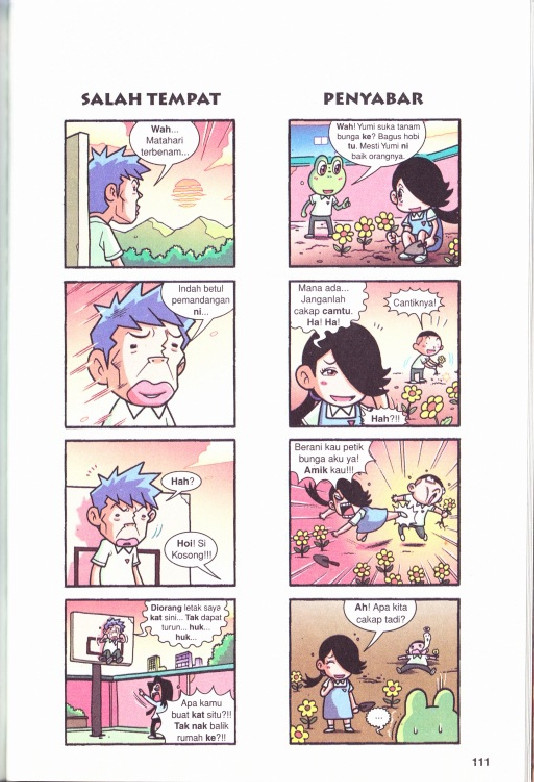 SALAH TEMPAT
Wah...
Matahari
terbenam...
Indah betul
pemandangan
ni...
Hah?
Hoi! Si
Kosong!!!
Diorang letak saya
kat sini... Tak dapat
turun... huk...
huk...
Apa kamu
buat kat situ?!!
Tak nak balik
rumah ke?!!
PENYABAR
Wah! Yumi suka tanam
bunga ke? Bagus hobi
tu. Mesti Yumi ni
baik orangnya.
Mana ada...
Janganlah
cakap camtu.
Ha! Ha!
Cantiknya!
Hah?!!
Berani kau petik
bunga aku ya!
Amik kau!!!
Ah! Apa kita
cakap tadi?
...
111